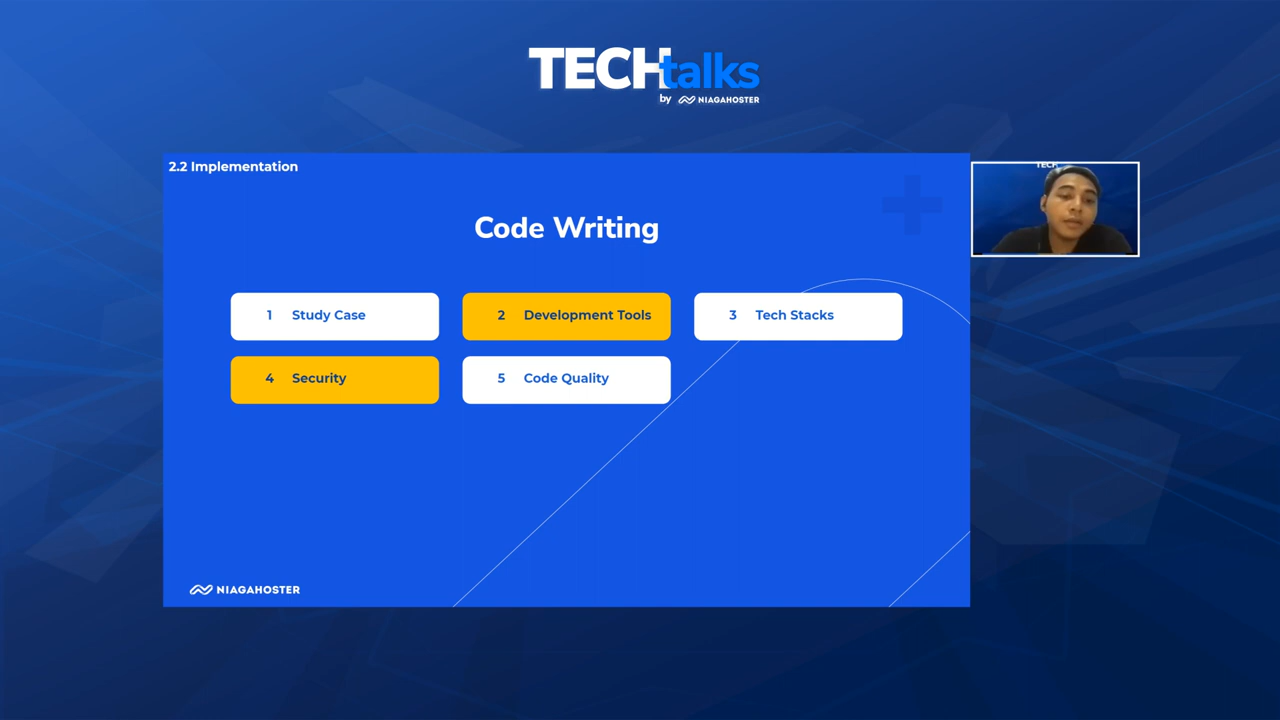 TECHtalks
by NIAGAHOSTER
2.2 Implementation
TECH
Code Writing
1 Study Case
2 Development Tools
3 Tech Stacks
4 Security
5 Code Quality
NIAGAHOSTER